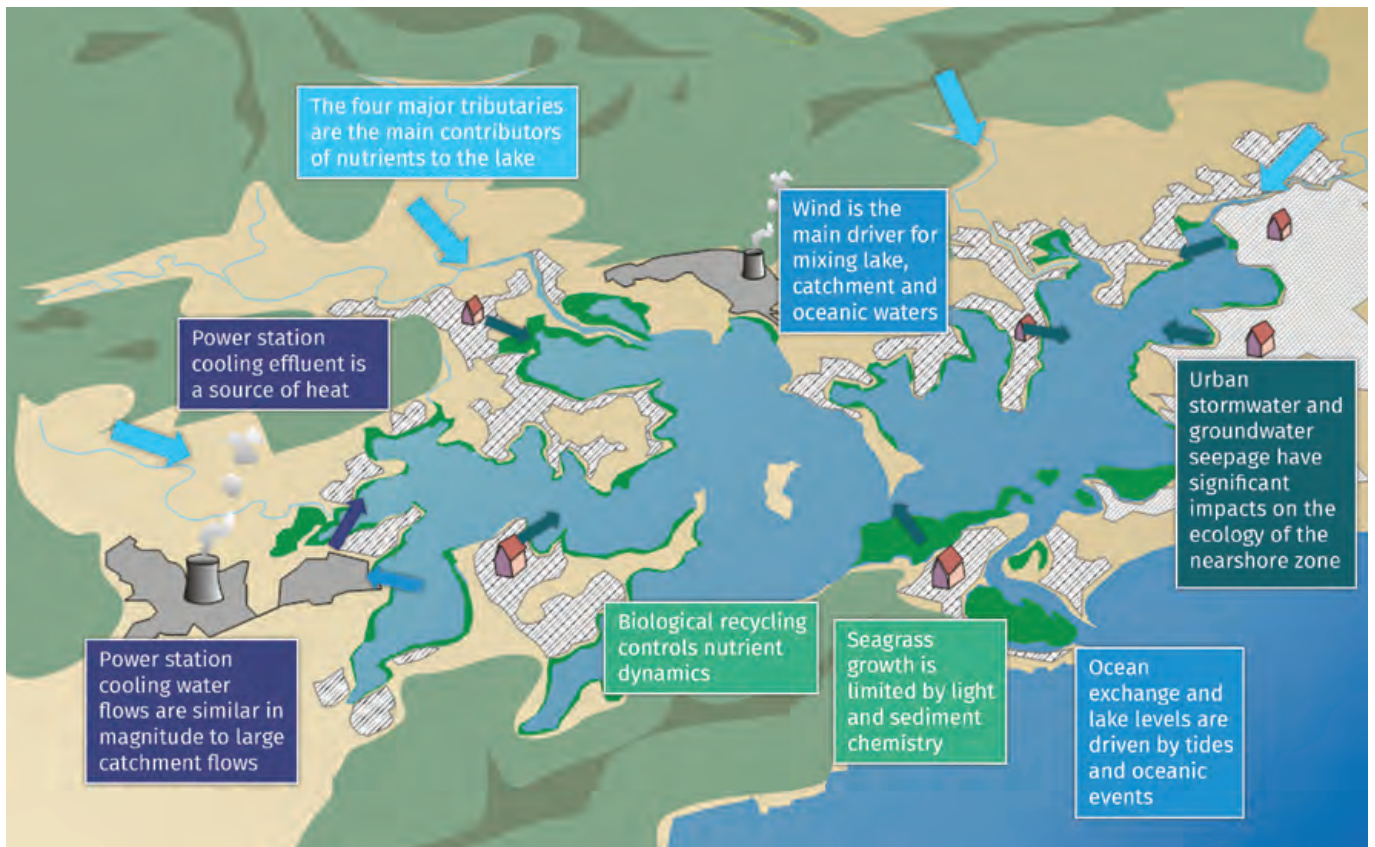 The four major tributaries
are the main contributors
of nutrients to the lake
Wind is the
main driver for
mixing lake,
catchment and
oceanic waters
Power station
cooling effluent is
a source of heat
Urban
stormwater and
groundwater
seepage have
significant
impacts on the
ecology of the
nearshore zone
Power station
cooling water
flows are similar in
magnitude to large
catchment flows
Biological recycling
controls nutrient
dynamics
Seagrass
growth is
limited by light
and sediment
chemistry
Ocean
exchange and
lake levels are
driven by tides
and oceanic
events